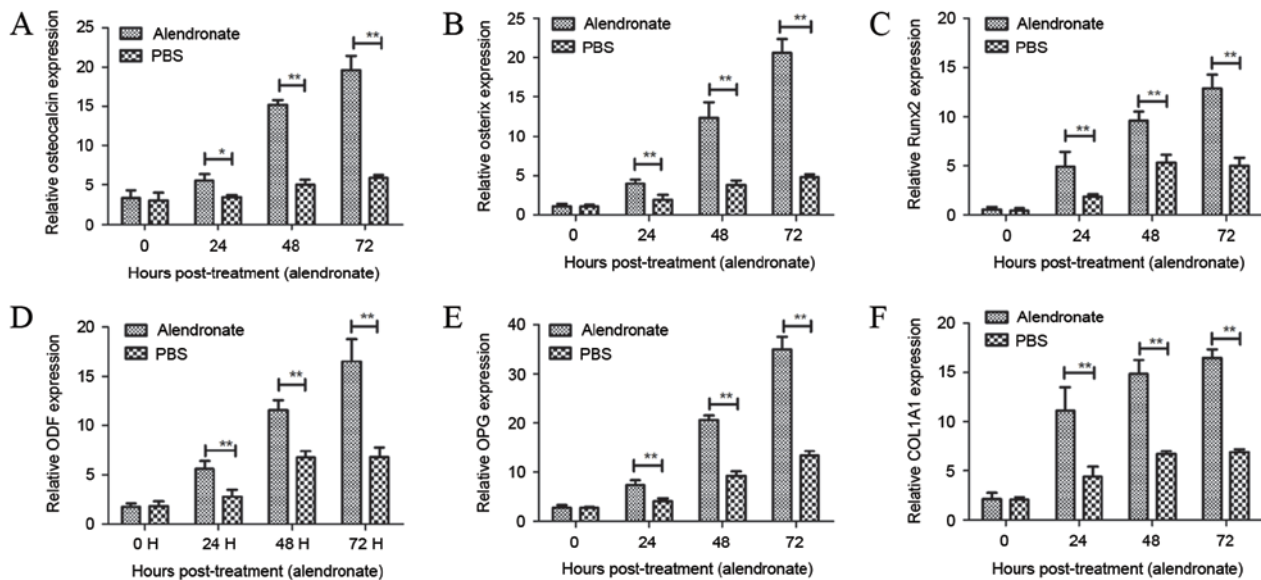 A
Relative osteocalcin expression
25
20
15
10
5
0
Alendronate
PBS
*
**
**
0 24 48 72
Hours post-treatment (alendronate)
B
Relative osterix expression
25
20
15
10
5
0
Alendronate
PBS
**
**
**
0 24 48 72
Hours post-treatment (alendronate)
C
Relative Runx2 expression
20
15
10
5
0
Alendronate
PBS
**
**
**
0 24 48 72
Hours post-treatment (alendronate)
D
Relative ODF expression
20
15
10
5
0
Alendronate
PBS
**
**
**
0 H 24 H 48 H 72 H
Hours post-treatment (alendronate)
E
Relative OPG expression
40
30
20
10
0
Alendronate
PBS
**
**
**
0 24 48 72
Hours post-treatment (alendronate)
F
Relative COL1A1 expression
20
15
10
5
0
Alendronate
PBS
**
**
**
0 24 48 72
Hours post-treatment (alendronate)